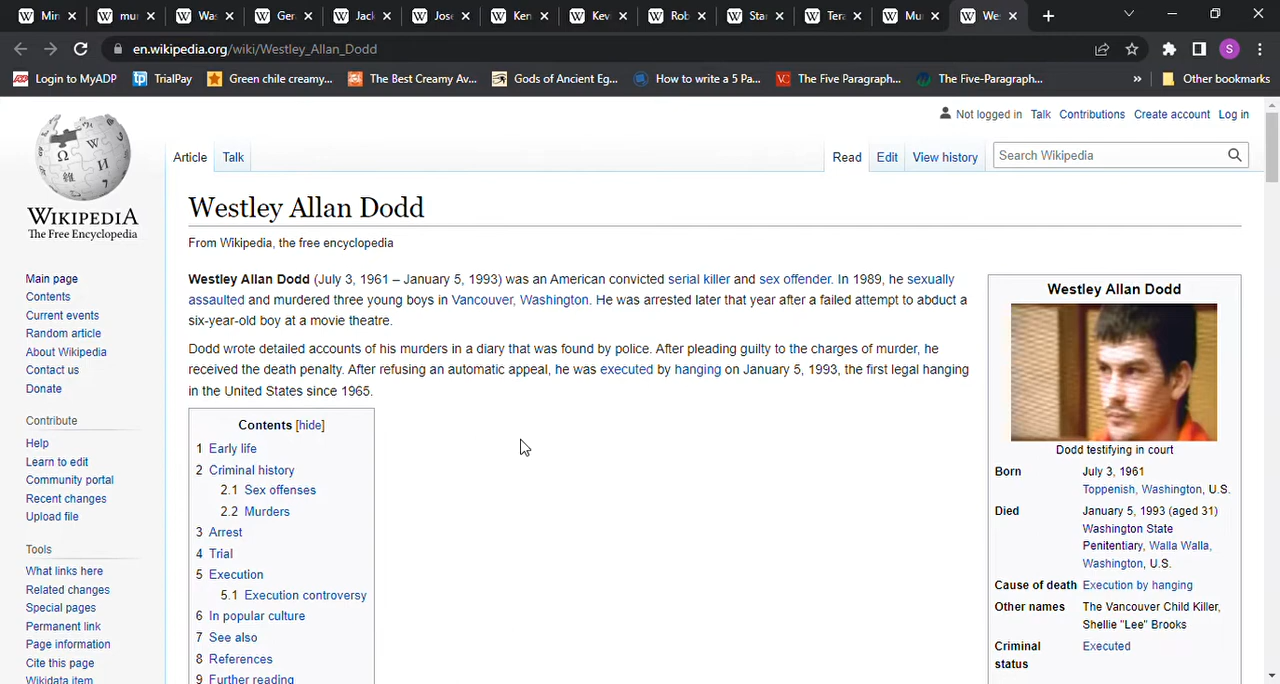 Min
mur
Was
Ger
Jack
Jose
Ken
Kev
Rob
Star
Tera
Mu
Wes
en.wikipedia.org/wiki/Westley_Allan_Dodd
S
Login to MyADP
TrialPay
Green chile creamy...
The Best Creamy Av...
Gods of Ancient Eg...
How to write a 5 Pa...
The Five Paragraph...
The Five-Paragraph...
»
Other bookmarks
Not logged in Talk Contributions Create account Log in
Article Talk
Read Edit View history
Search Wikipedia
WIKIPEDIA
The Free Encyclopedia
Main page
Contents
Current events
Random article
About Wikipedia
Contact us
Donate
Contribute
Help
Learn to edit
Community portal
Recent changes
Upload file
Tools
What links here
Related changes
Special pages
Permanent link
Page information
Cite this page
Wikidata item
Westley Allan Dodd
From Wikipedia, the free encyclopedia
Westley Allan Dodd (July 3, 1961 – January 5, 1993) was an American convicted serial killer and sex offender. In 1989, he sexually
assaulted and murdered three young boys in Vancouver, Washington. He was arrested later that year after a failed attempt to abduct a
six-year-old boy at a movie theatre.
Dodd wrote detailed accounts of his murders in a diary that was found by police. After pleading guilty to the charges of murder, he
received the death penalty. After refusing an automatic appeal, he was executed by hanging on January 5, 1993, the first legal hanging
in the United States since 1965.
Contents [hide]
1 Early life
2 Criminal history
2.1 Sex offenses
2.2 Murders
3 Arrest
4 Trial
5 Execution
5.1 Execution controversy
6 In popular culture
7 See also
8 References
9 Further reading
Westley Allan Dodd
Dodd testifying in court
Born July 3, 1961
Toppenish, Washington, U.S.
Died January 5, 1993 (aged 31)
Washington State
Penitentiary, Walla Walla,
Washington, U.S.
Cause of death Execution by hanging
Other names The Vancouver Child Killer,
Shellie "Lee" Brooks
Criminal Executed
status